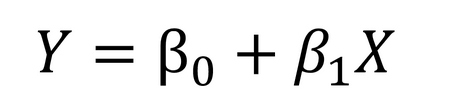 Y = β₀ + β₁X